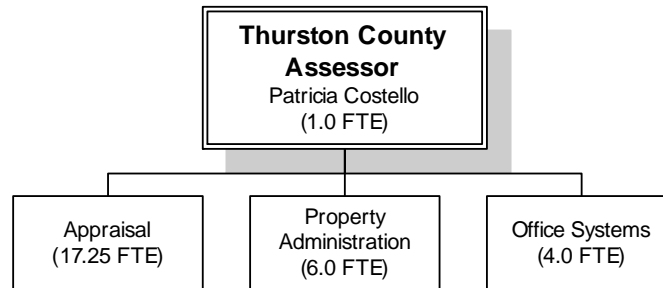 Thurston County
Assessor
Patricia Costello
(1.0 FTE)
Appraisal
(17.25 FTE)
Property
Administration
(6.0 FTE)
Office Systems
(4.0 FTE)